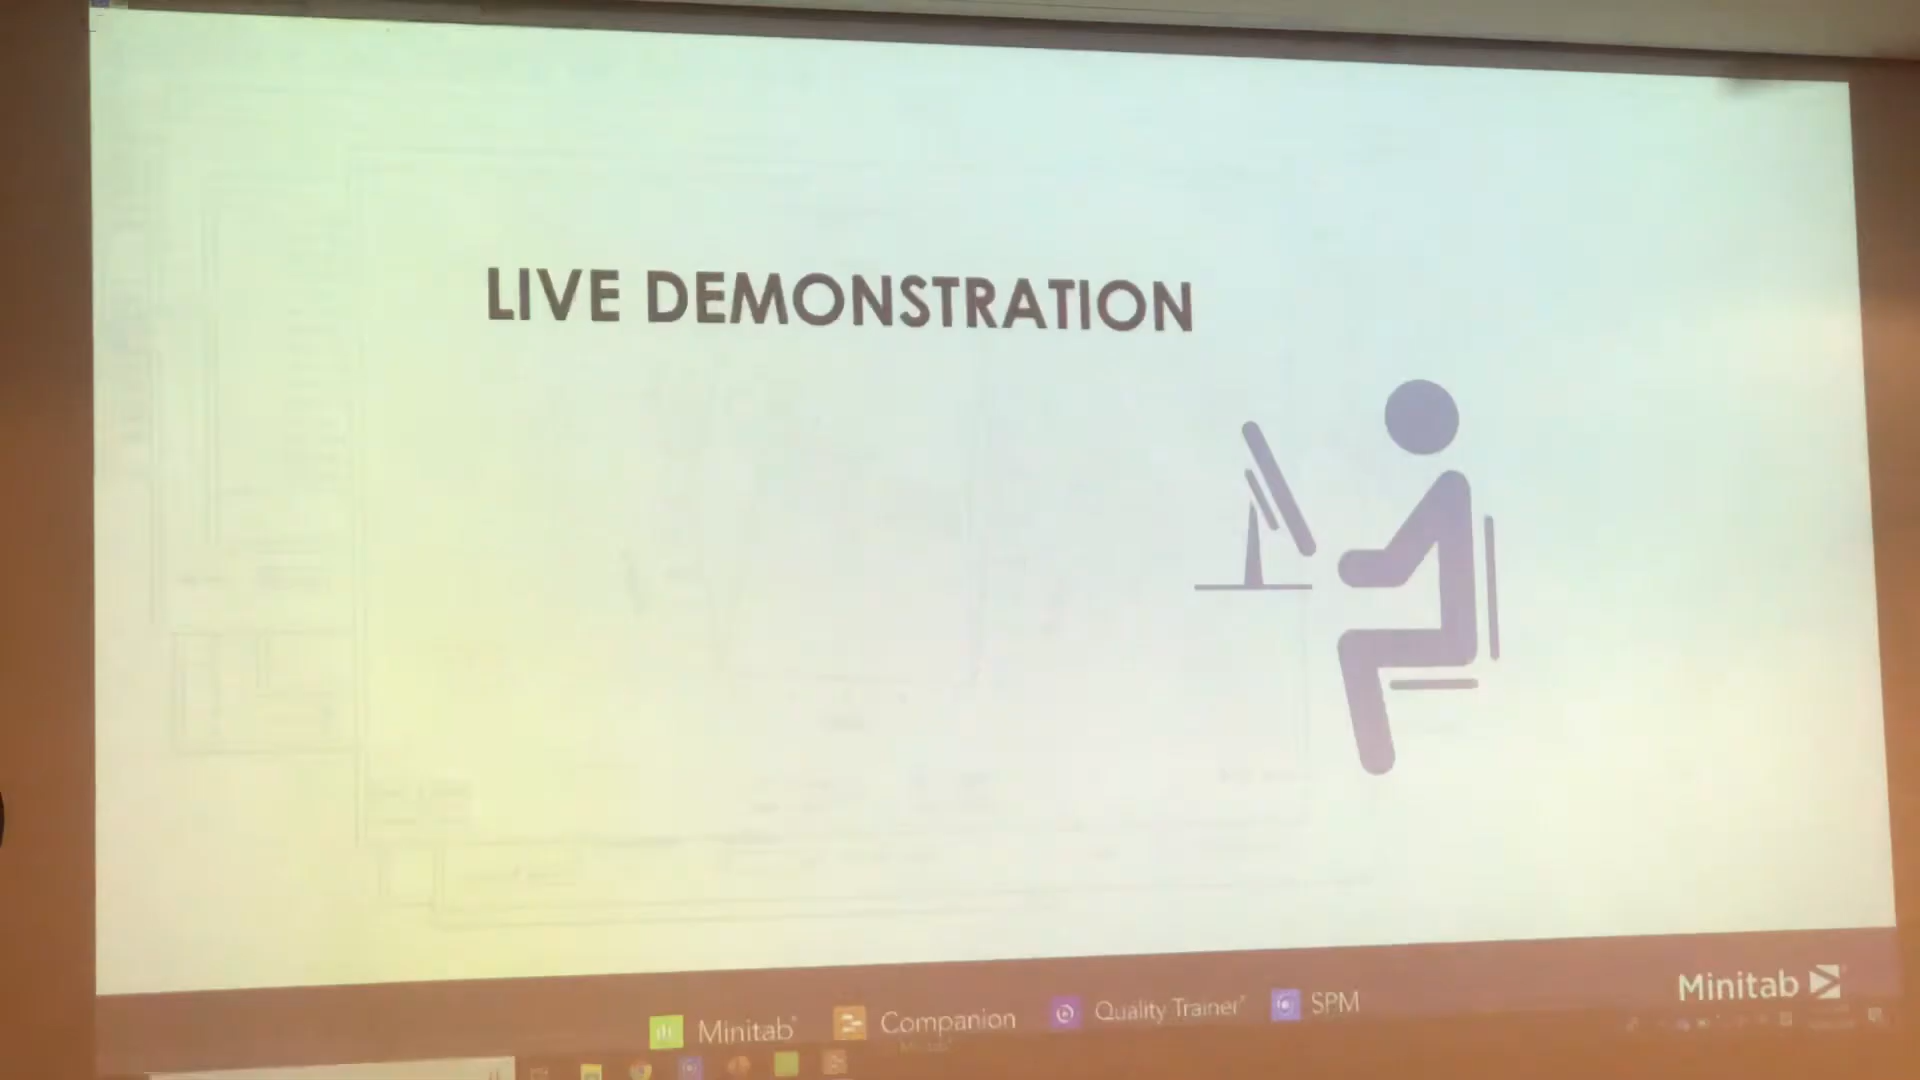 LIVE DEMONSTRATION
Minitab
Minitab® Companion Quality Trainer® SPM